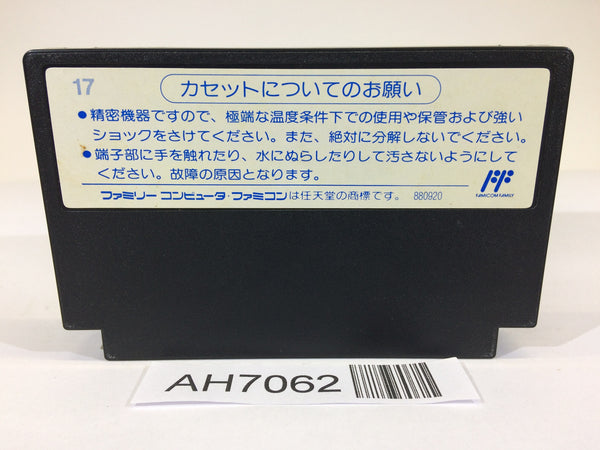 17
カセットについてのお願い
●精密機器ですので、極端な温度条件下での使用や保管および強い
ショックをさけてください。また、絶対に分解しないでください。
●端子部に手を触れたり、水にぬらしたりして汚さないようにして
ください。故障の原因となります。
FAMICOM FAMILY
ファミリー コンピュータ・ファミコンは任天堂の商標です。 880920
AH7062